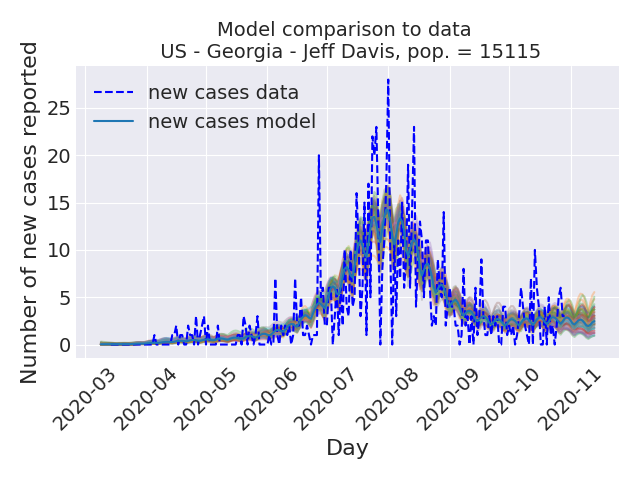 Model comparison to data
US - Georgia - Jeff Davis, pop. = 15115
Number of new cases reported
25
20
15
10
5
0
new cases data
new cases model
2020-03
2020-04
2020-05
2020-06
2020-07
2020-08
2020-09
2020-10
2020-11
Day